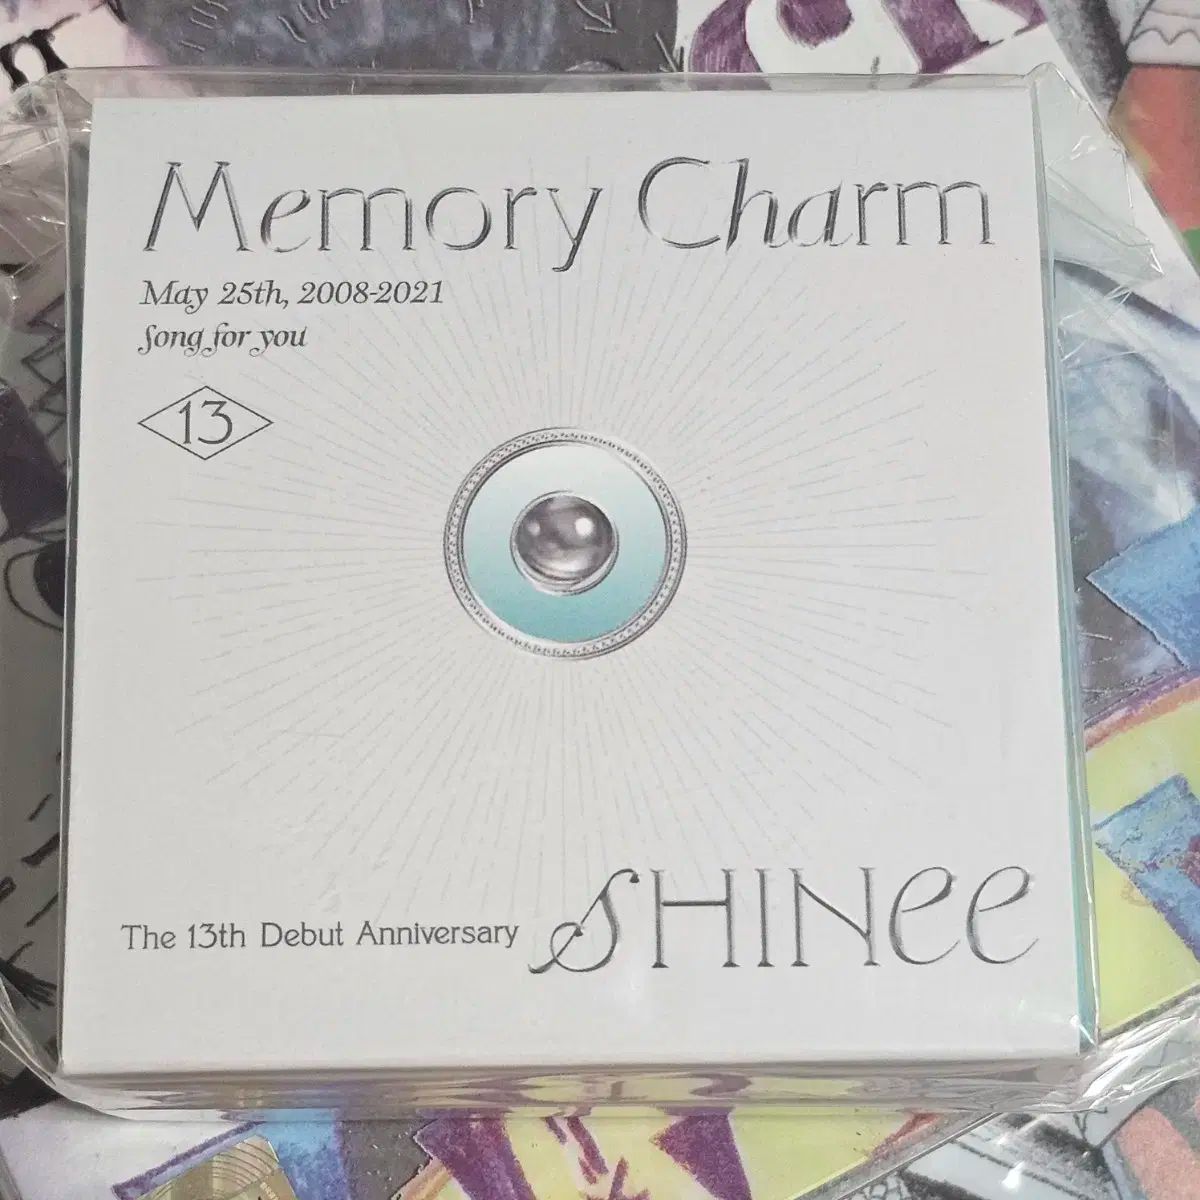 Memory Charm
May 25th, 2008-2021
Song for you
13
The 13th Debut Anniversary
SHINee